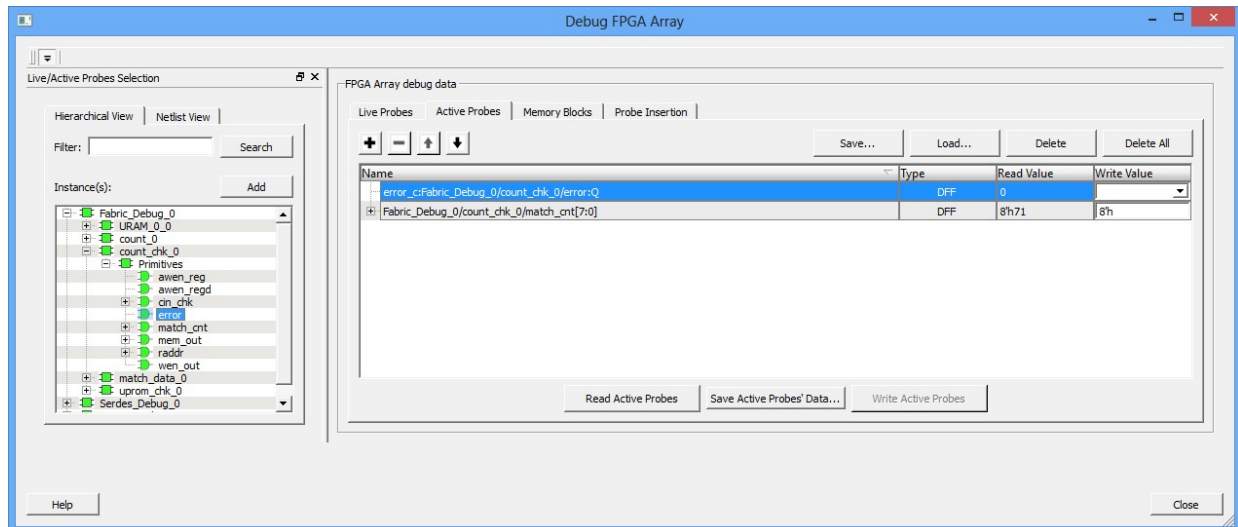 Debug FPGA Array
Live/Active Probes Selection
Hierarchical View
Netlist View
Filter:
Search
Instance(s):
Add
Fabric_Debug_0
URAM_0_0
count_0
count_chk_0
Primitives
awen_reg
awen_regd
cin_chk
error
match_cnt
mem_out
raddr
wen_out
match_data_0
uprom_chk_0
Serdes_Debug_0
FPGA Array debug data
Live Probes
Active Probes
Memory Blocks
Probe Insertion
Save...
Load...
Delete
Delete All
Name
Type
Read Value
Write Value
error_c:Fabric_Debug_0/count_chk_0/error:Q
DFF
0
Fabric_Debug_0/count_chk_0/match_cnt[7:0]
DFF
8'h71
8'h
Read Active Probes
Save Active Probes' Data...
Write Active Probes
Help
Close